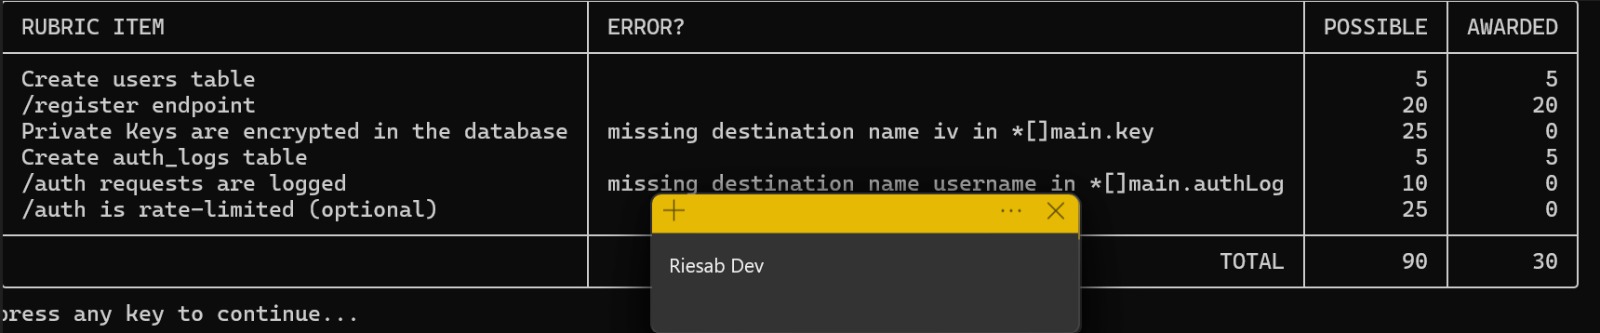 RUBRIC ITEM ERROR? POSSIBLE AWARDED
Create users table 5 5
/register endpoint 20 20
Private Keys are encrypted in the database missing destination name iv in *[]main.key 25 0
Create auth_logs table 5 5
/auth requests are logged missing destination name username in *[]main.authLog 10 0
/auth is rate-limited (optional) 25 0
TOTAL 90 30
Riesab Dev
press any key to continue...